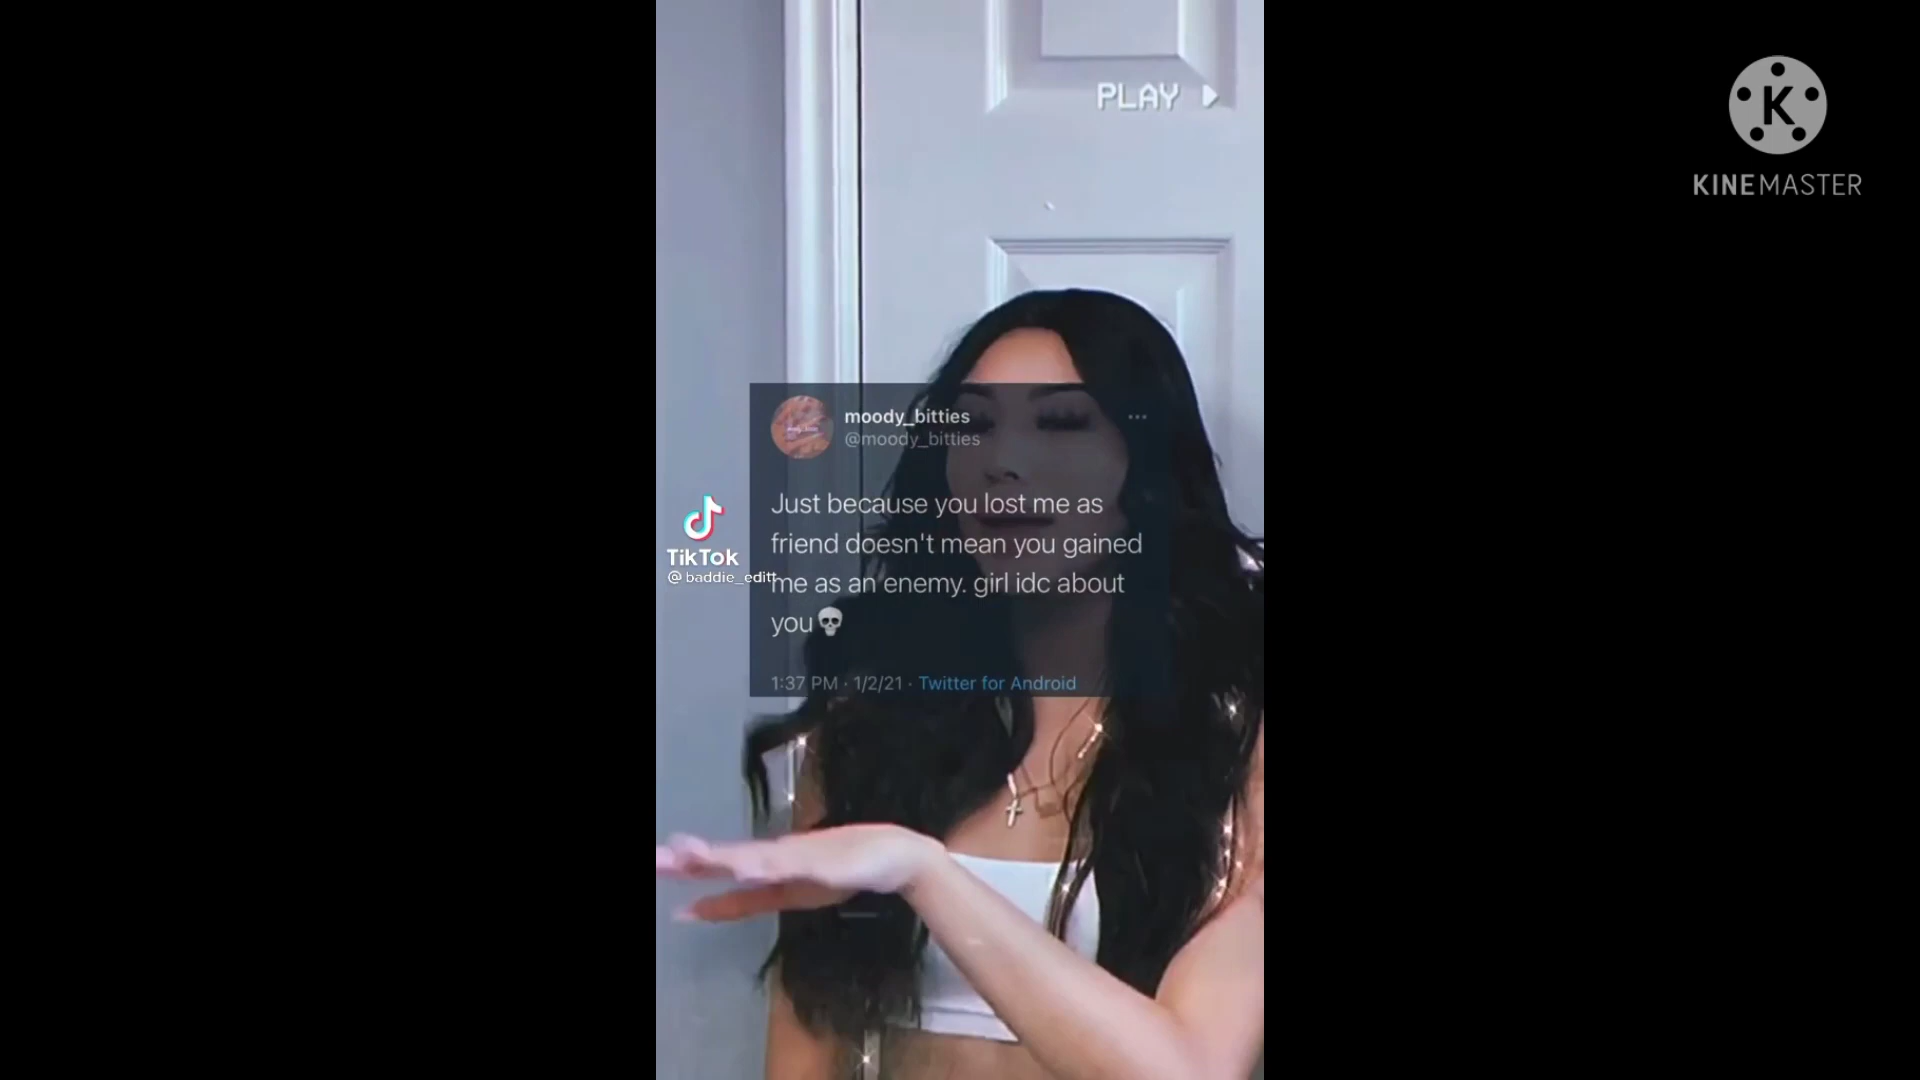 PLAY
K
KINEMASTER
moody_bitties
@moody_bitties
Just because you lost me as
friend doesn't mean you gained
me as an enemy. girl idc about
you💀
1:37 PM · 1/2/21 · Twitter for Android
TikTok
@baddie_editt